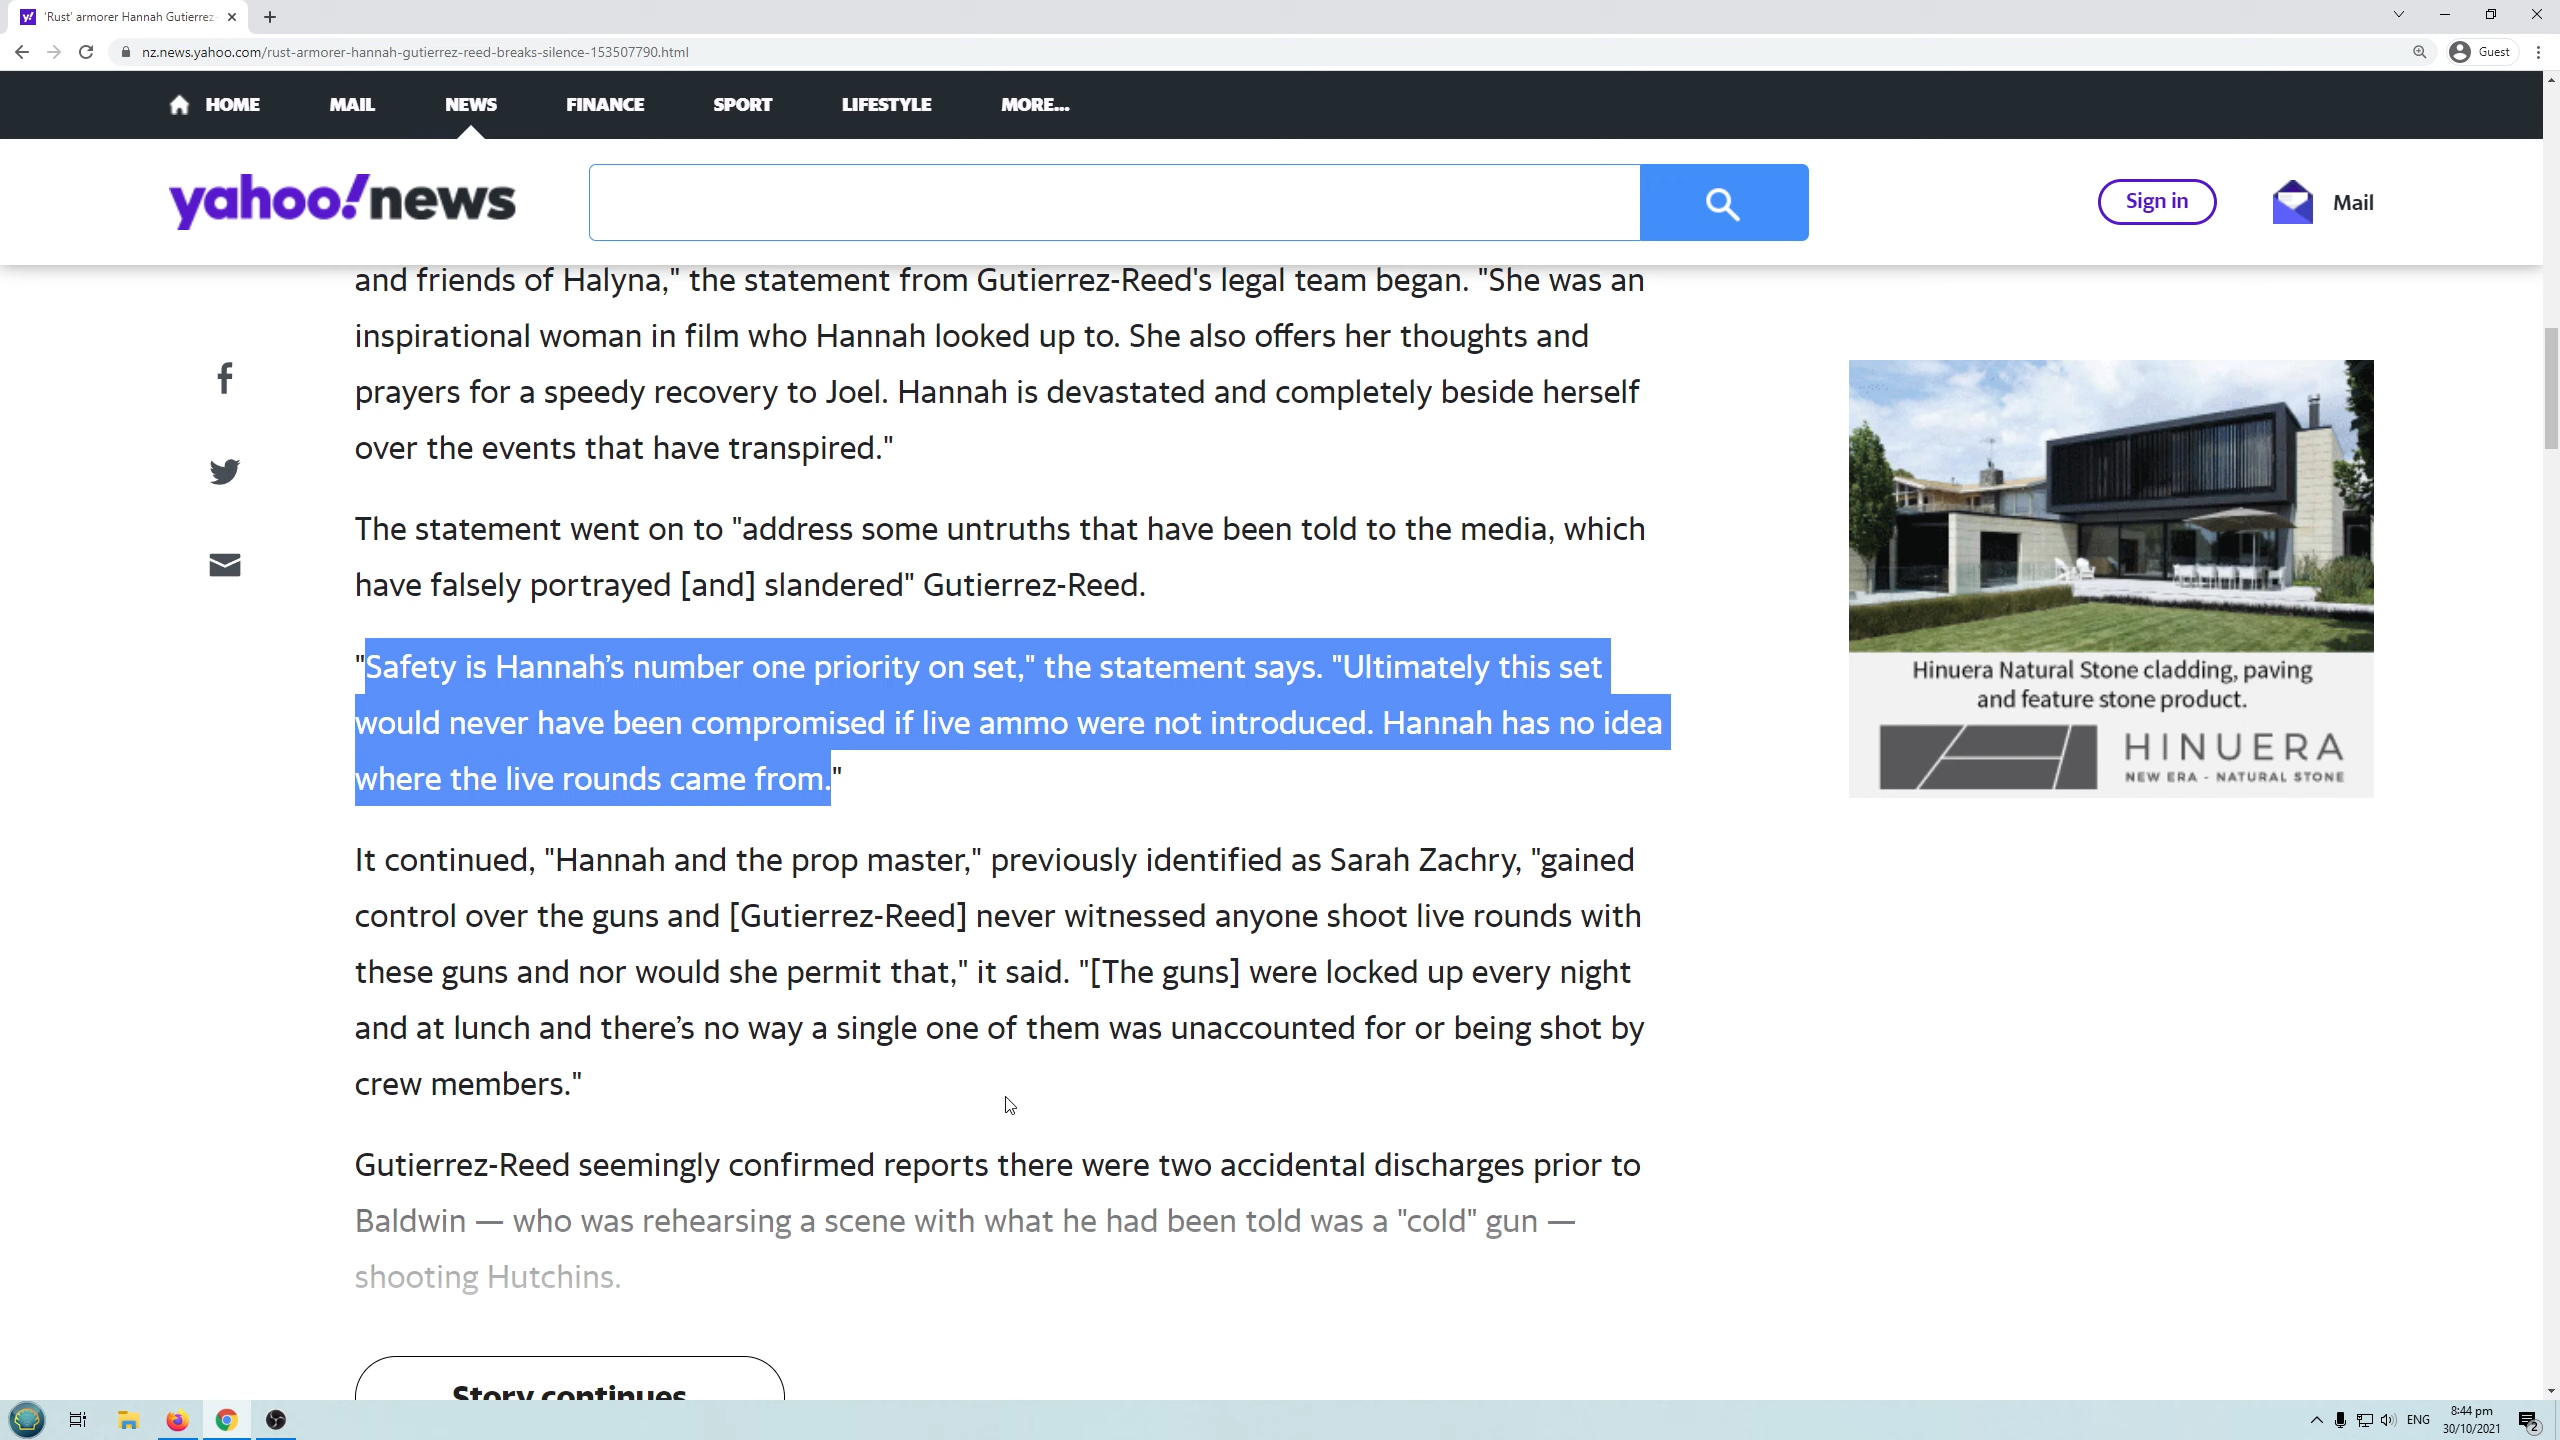 'Rust' armorer Hannah Gutierrez-
nz.news.yahoo.com/rust-armorer-hannah-gutierrez-reed-breaks-silence-153507790.html
Guest
HOME MAIL NEWS FINANCE SPORT LIFESTYLE MORE...
yahoo!news
Sign in
Mail
and friends of Halyna," the statement from Gutierrez-Reed's legal team began. "She was an
inspirational woman in film who Hannah looked up to. She also offers her thoughts and
prayers for a speedy recovery to Joel. Hannah is devastated and completely beside herself
over the events that have transpired."
The statement went on to "address some untruths that have been told to the media, which
have falsely portrayed [and] slandered" Gutierrez-Reed.
"Safety is Hannah’s number one priority on set," the statement says. "Ultimately this set
would never have been compromised if live ammo were not introduced. Hannah has no idea
where the live rounds came from."
It continued, "Hannah and the prop master," previously identified as Sarah Zachry, "gained
control over the guns and [Gutierrez-Reed] never witnessed anyone shoot live rounds with
these guns and nor would she permit that," it said. "[The guns] were locked up every night
and at lunch and there’s no way a single one of them was unaccounted for or being shot by
crew members."
Gutierrez-Reed seemingly confirmed reports there were two accidental discharges prior to
Baldwin — who was rehearsing a scene with what he had been told was a "cold" gun —
shooting Hutchins.
Story continues
Hinuera Natural Stone cladding, paving
and feature stone product.
HINUERA
NEW ERA - NATURAL STONE
ENG
8:44 pm
30/10/2021
2